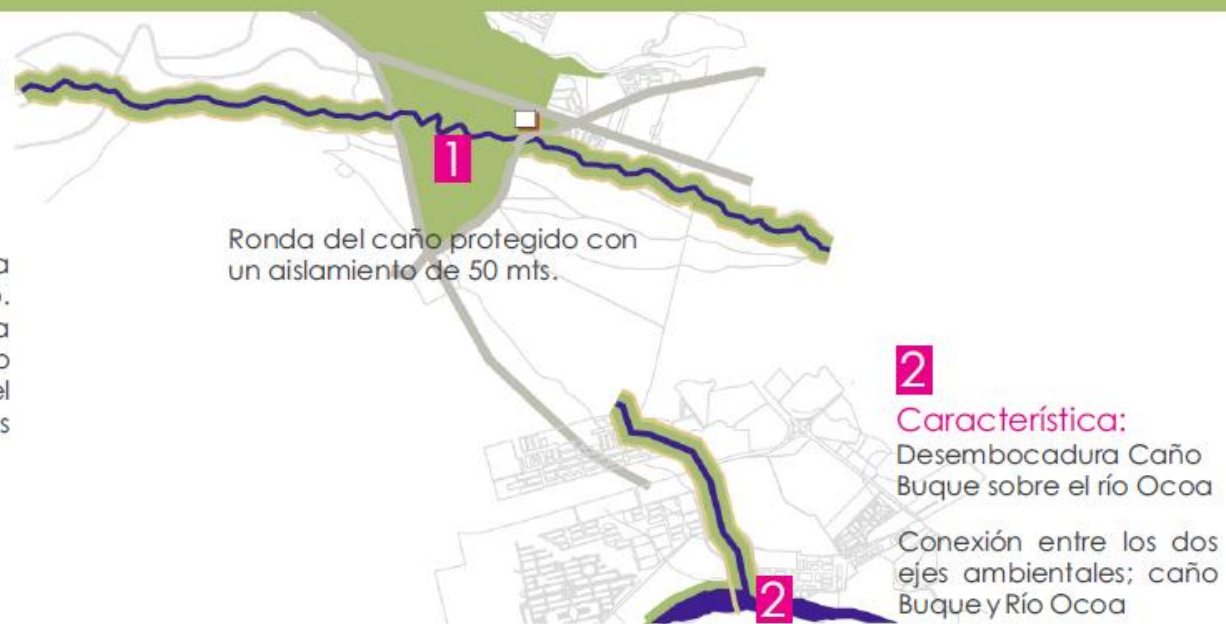 1
Ronda del caño protegido con
un aislamiento de 50 mts.
a
o.
a
o
el
s
2
Característica:
Desembocadura Caño
Buque sobre el río Ocoa
Conexión entre los dos
ejes ambientales; caño
Buque y Río Ocoa
2